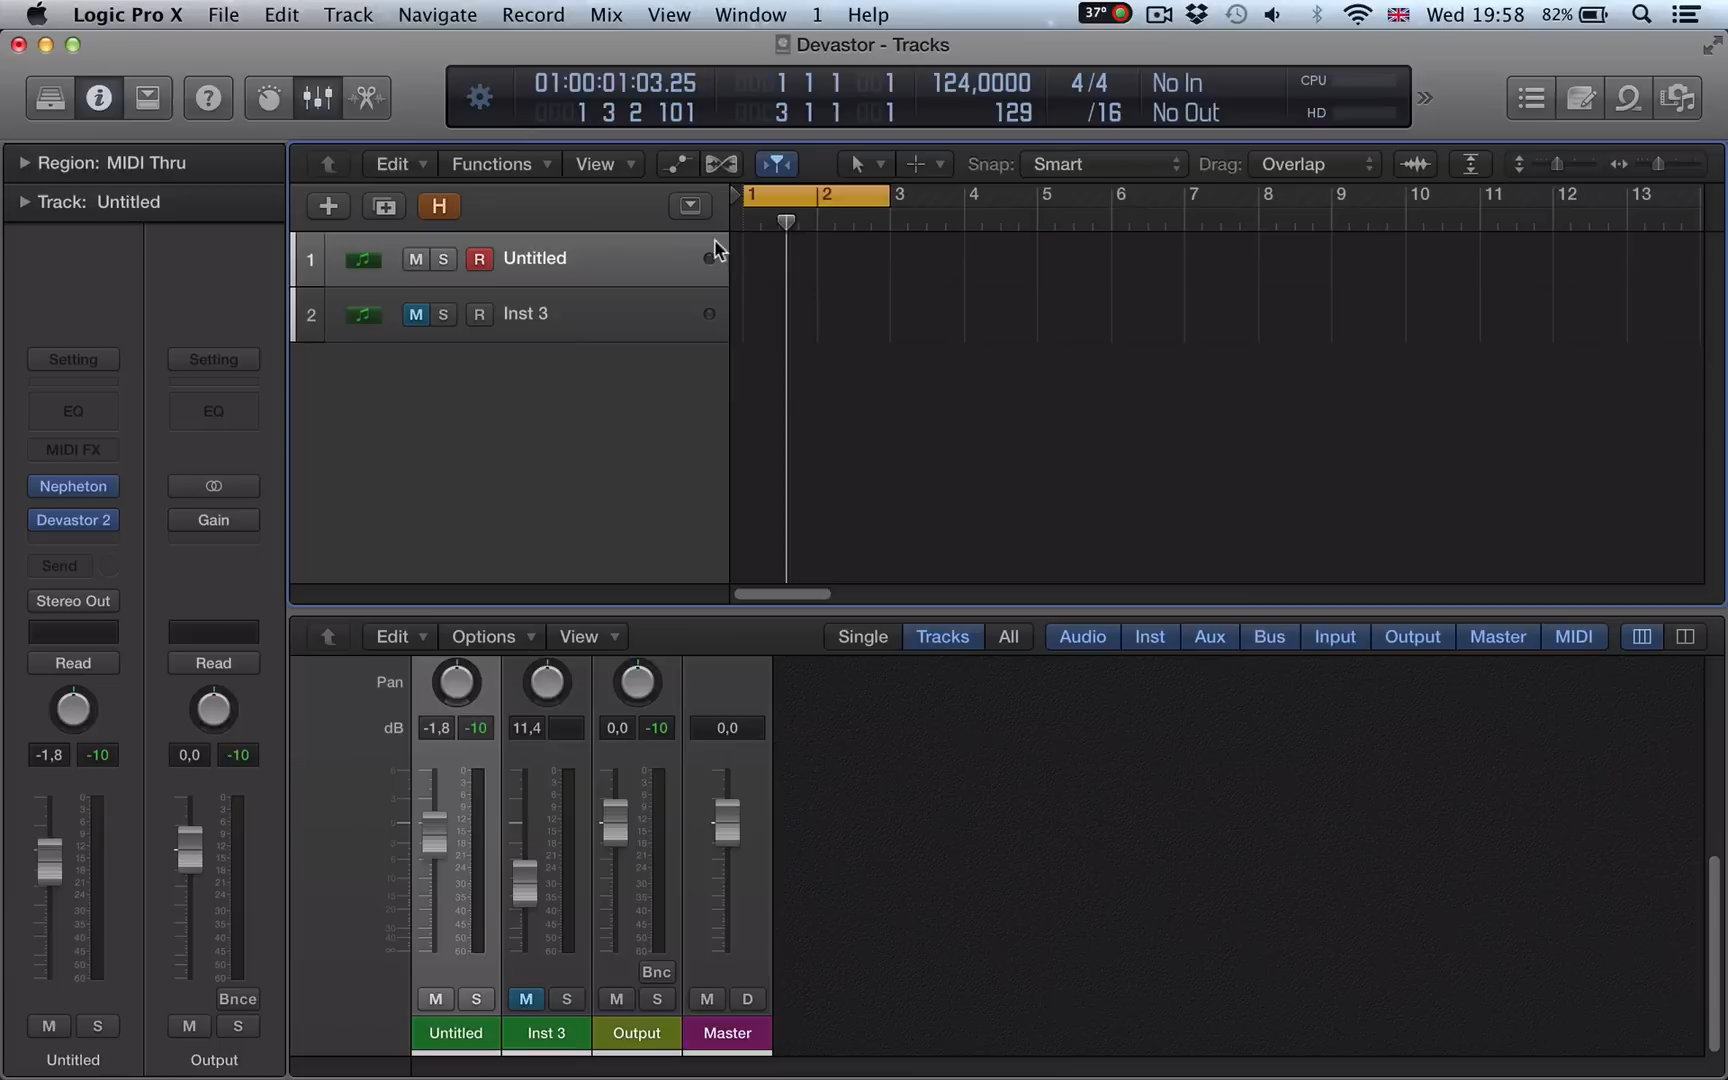 Logic Pro X File Edit Track Navigate Record Mix View Window 1 Help 37° Wed 19:58 82%
Devastor - Tracks
01:00:01:03.25 1 1 1 1 124,0000 4/4 No In CPU
1 3 2 101 3 1 1 1 129 /16 No Out HD
Region: MIDI Thru
Edit Functions View Snap: Smart Drag: Overlap
Track: Untitled
H
1 2 3 4 5 6 7 8 9 10 11 12 13
1 M S R Untitled
2 M S R Inst 3
Setting Setting
EQ EQ
MIDI FX
Nepheton
Devastor 2 Gain
Send
Stereo Out
Read Read
-1,8 -10 0,0 -10
Bnce
M S M S
Untitled Output
Edit Options View Single Tracks All Audio Inst Aux Bus Input Output Master MIDI
Pan
dB -1,8 -10 11,4 0,0 -10 0,0
Bnc
M S M S M S M D
Untitled Inst 3 Output Master